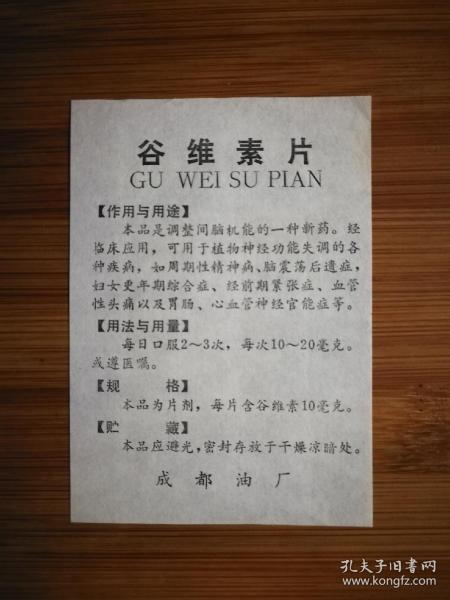 谷维素片
GU WEI SU PIAN
【作用与用途】
本品是调整间脑机能的一种新药。经
临床应用，可用于植物神经功能失调的各
种疾病，如周期性精神病、脑震荡后遗症，
妇女更年期综合症、经前期紧张症、血管
性头痛以及胃肠、心血管神经官能症等。
【用法与用量】
每日口服2～3次，每次10～20毫克。
或遵医嘱。
【规 格】
本品为片剂，每片含谷维素10毫克。
【贮 藏】
本品应避光，密封存放于干燥凉暗处。
成都油厂
孔夫子旧书网
www.kongfz.com